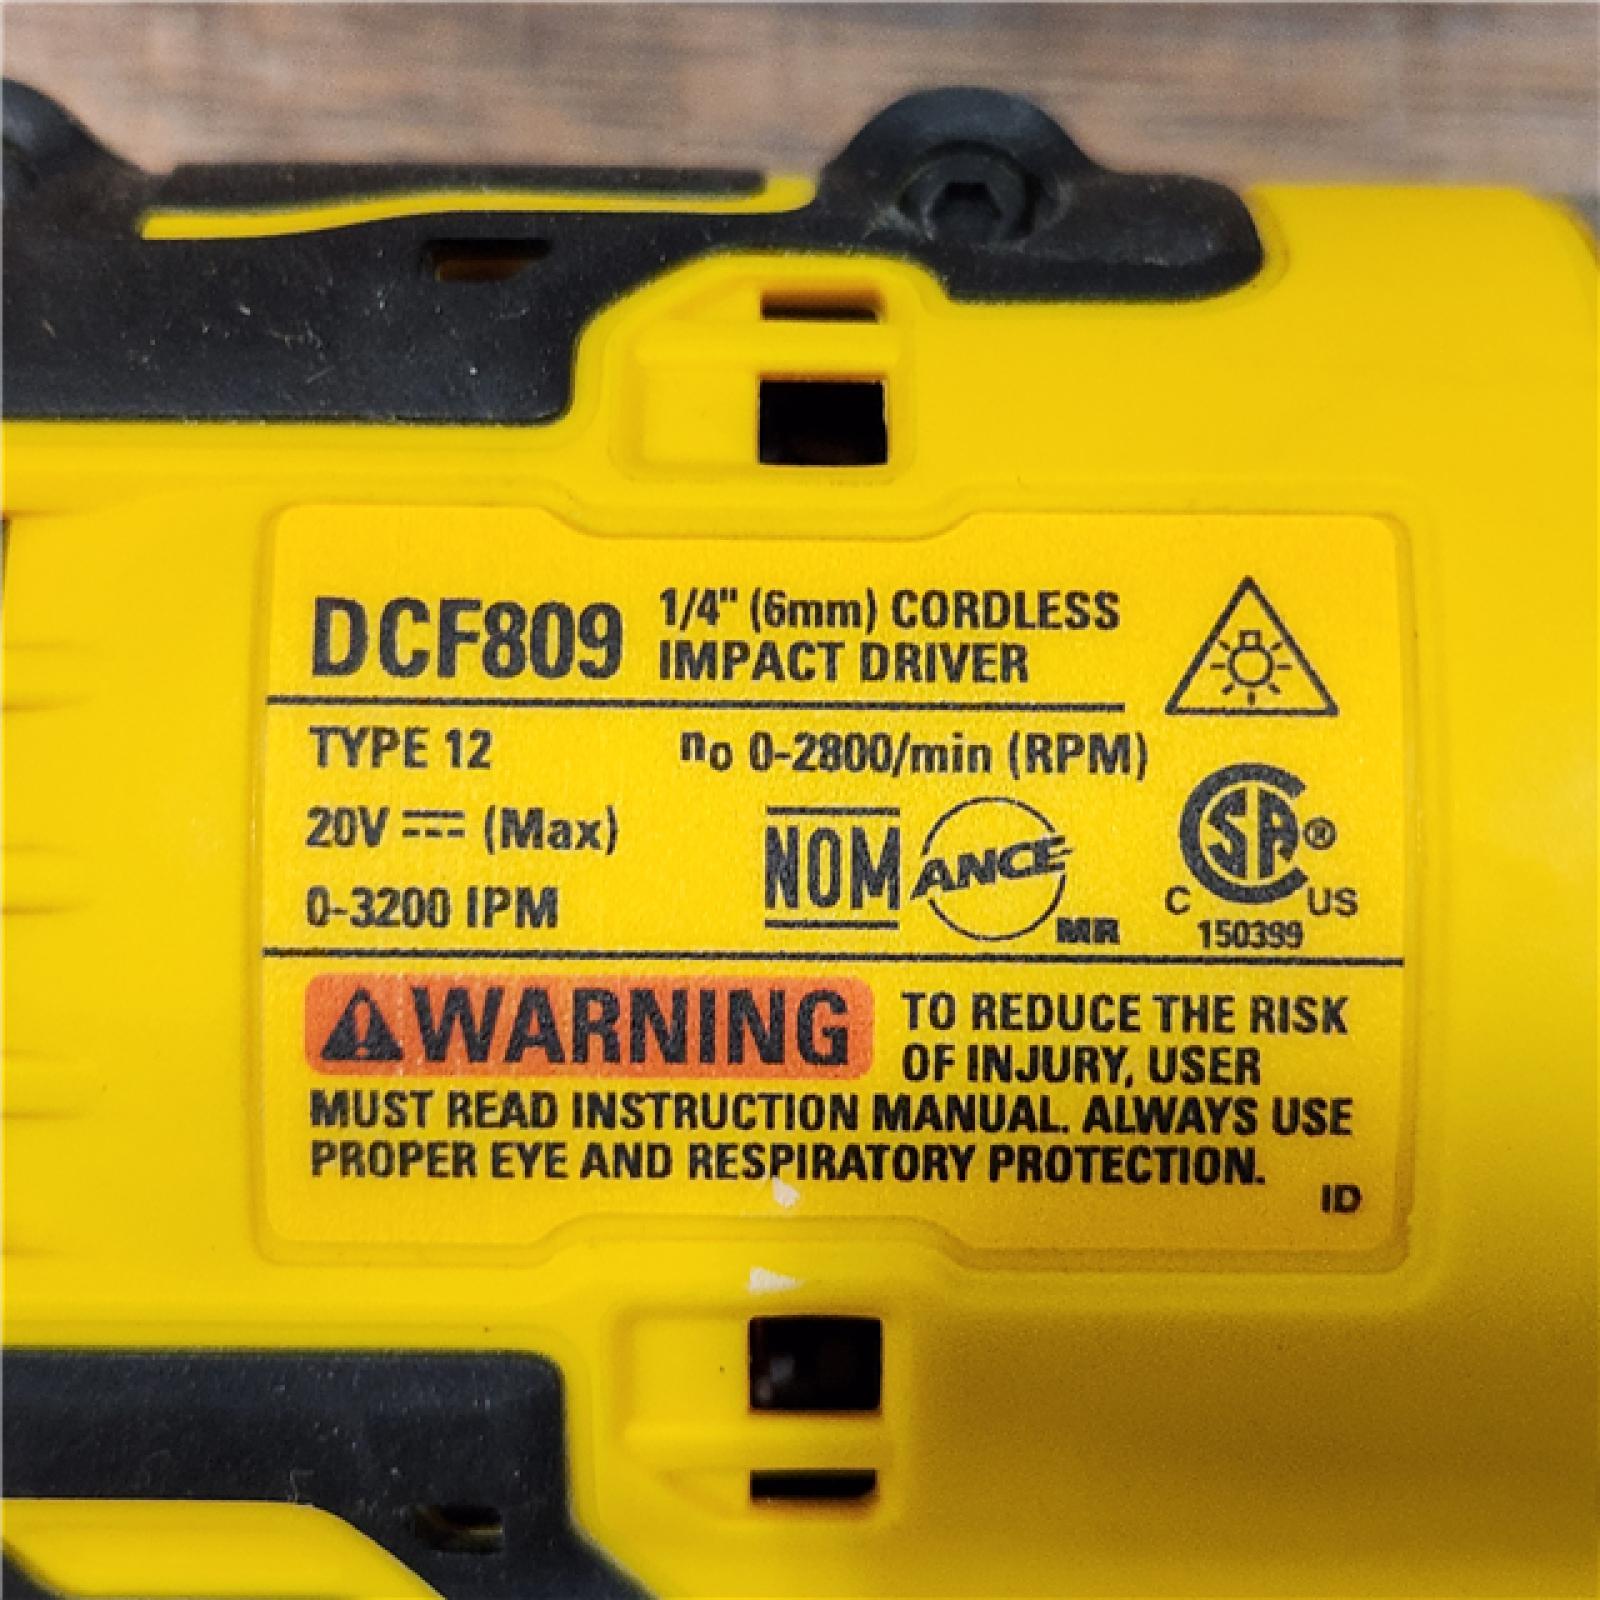 DCF809 1/4" (6mm) CORDLESS
IMPACT DRIVER
TYPE 12 no 0-2800/min (RPM)
20V ⎓ (Max)
0-3200 IPM
NOM ANCE MR
CSA ®
C US
150399
WARNING TO REDUCE THE RISK
OF INJURY, USER
MUST READ INSTRUCTION MANUAL. ALWAYS USE
PROPER EYE AND RESPIRATORY PROTECTION.
ID